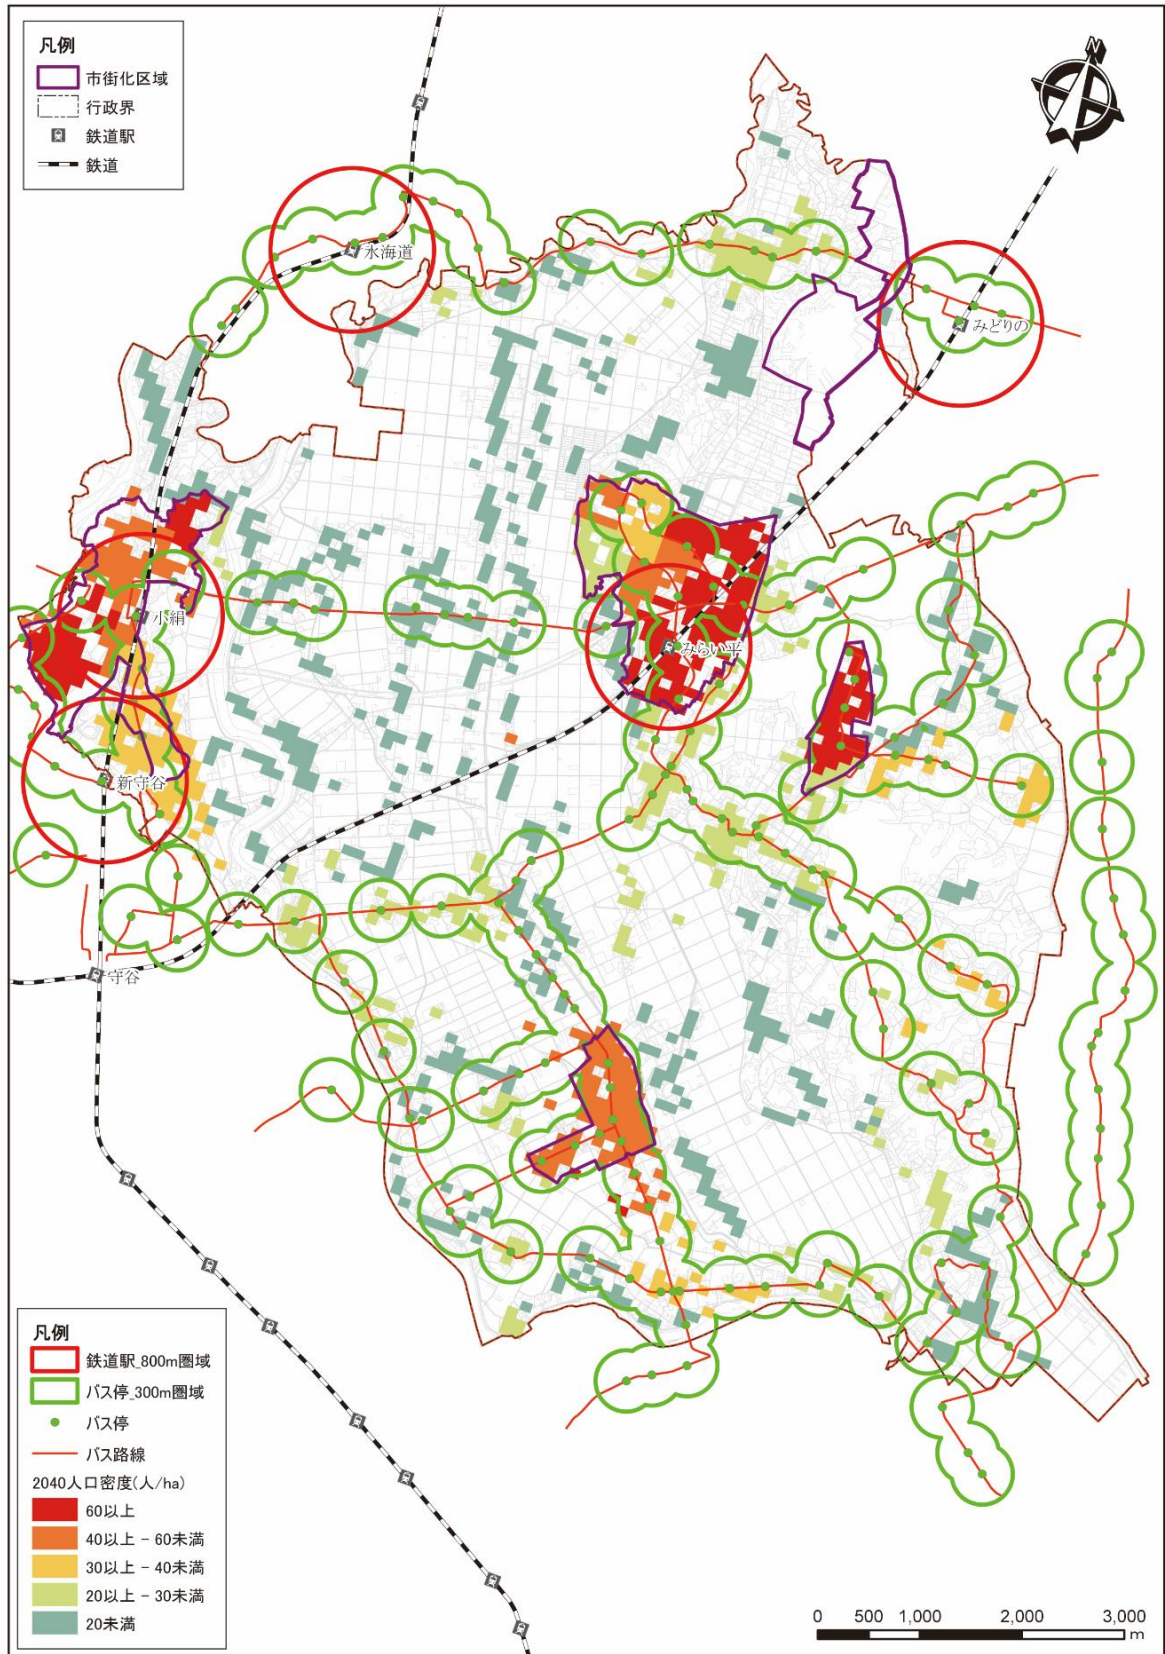 凡例
市街化区域
行政界
鉄道駅
鉄道
N
水海道
みどりの
小絹
みらい平
新守谷
守谷
凡例
鉄道駅_800m圏域
バス停_300m圏域
バス停
バス路線
2040人口密度(人/ha)
60以上
40以上 - 60未満
30以上 - 40未満
20以上 - 30未満
20未満
0 500 1,000 2,000 3,000
m